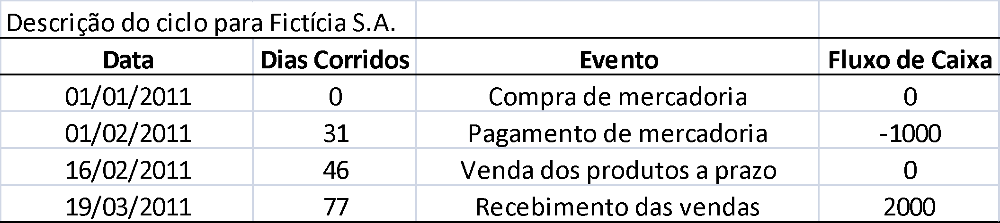 Descrição do ciclo para Fictícia S.A.
Data Dias Corridos Evento Fluxo de Caixa
01/01/2011 0 Compra de mercadoria 0
01/02/2011 31 Pagamento de mercadoria -1000
16/02/2011 46 Venda dos produtos a prazo 0
19/03/2011 77 Recebimento das vendas 2000